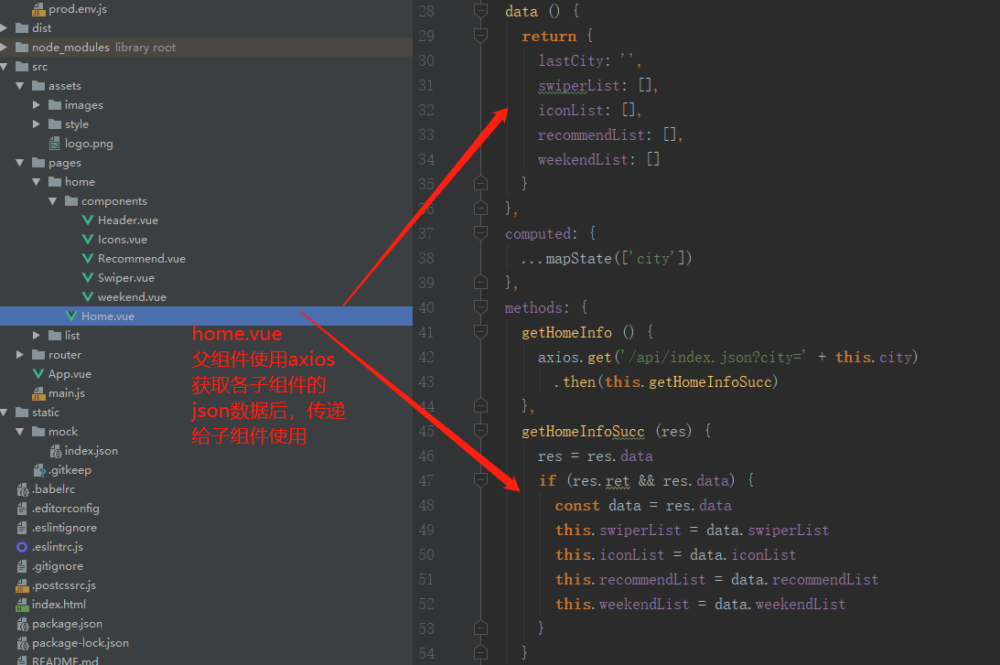 prod.env.js
dist
node_modules library root
src
assets
images
style
logo.png
pages
home
components
Header.vue
Icons.vue
Recommend.vue
Swiper.vue
weekend.vue
Home.vue
list
router
App.vue
main.js
static
mock
index.json
.gitkeep
.babelrc
.editorconfig
.eslintignore
.eslintrc.js
.gitignore
.postcssrc.js
index.html
package.json
package-lock.json
README.md
home.vue
父组件使用axios
获取各子组件的
json数据后，传递
给子组件使用
28 data () {
29 return {
30 lastCity: '',
31 swiperList: [],
32 iconList: [],
33 recommendList: [],
34 weekendList: []
35 }
36 },
37 computed: {
38 ...mapState(['city'])
39 },
40 methods: {
41 getHomeInfo () {
42 axios.get('/api/index.json?city=' + this.city)
43 .then(this.getHomeInfoSucc)
44 },
45 getHomeInfoSucc (res) {
46 res = res.data
47 if (res.ret && res.data) {
48 const data = res.data
49 this.swiperList = data.swiperList
50 this.iconList = data.iconList
51 this.recommendList = data.recommendList
52 this.weekendList = data.weekendList
53 }
54 }